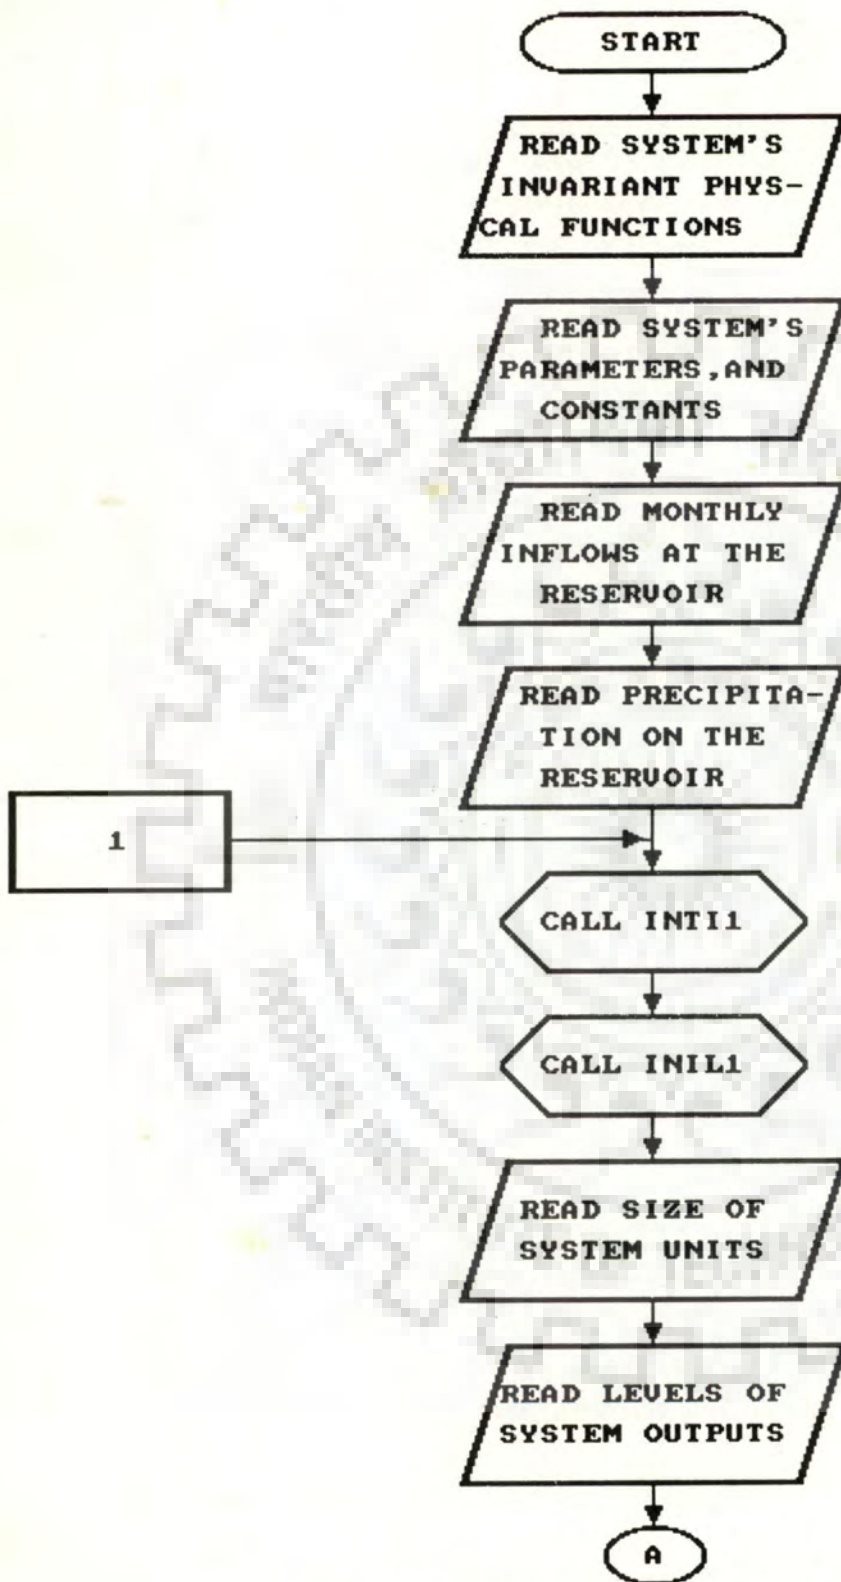 START
READ SYSTEM'S
INVARIANT PHYS-
CAL FUNCTIONS
READ SYSTEM'S
PARAMETERS,AND
CONSTANTS
READ MONTHLY
INFLOWS AT THE
RESERVOIR
READ PRECIPITA-
TION ON THE
RESERVOIR
1
CALL INTI1
CALL INIL1
READ SIZE OF
SYSTEM UNITS
READ LEVELS OF
SYSTEM OUTPUTS
A